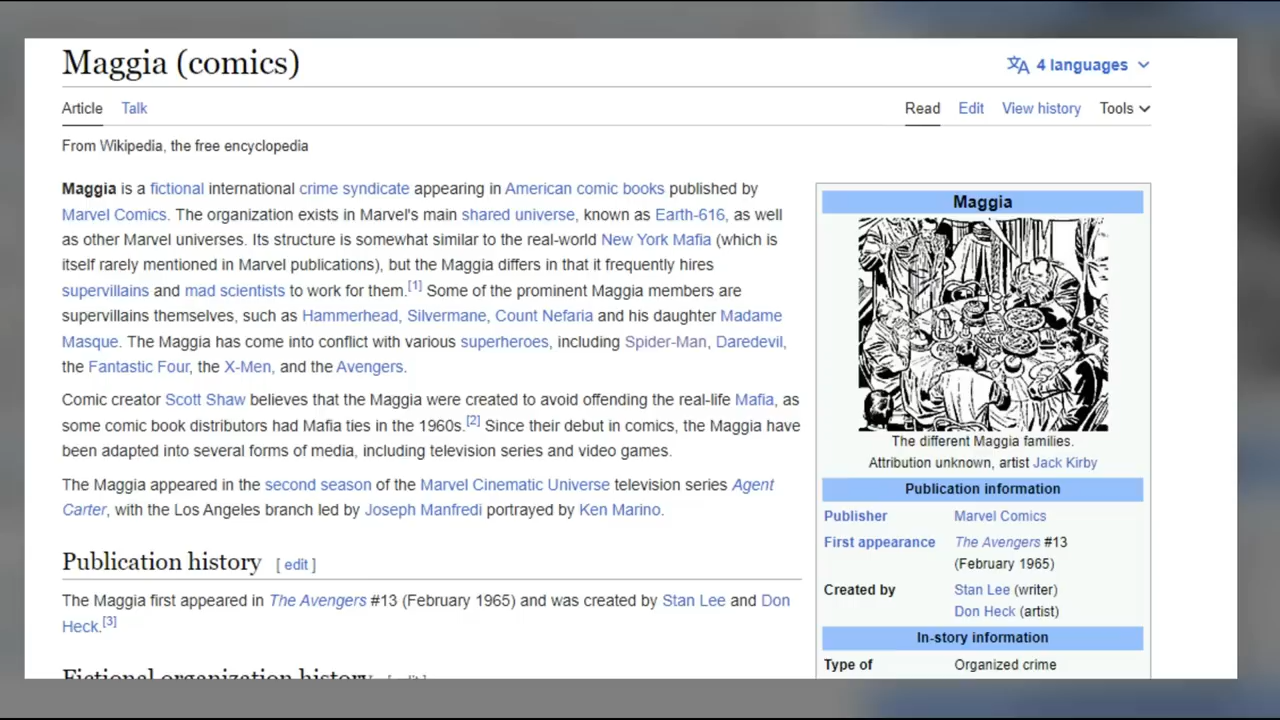 Maggia (comics)
4 languages
Article Talk
Read Edit View history Tools
From Wikipedia, the free encyclopedia
Maggia is a fictional international crime syndicate appearing in American comic books published by
Marvel Comics. The organization exists in Marvel's main shared universe, known as Earth-616, as well
as other Marvel universes. Its structure is somewhat similar to the real-world New York Mafia (which is
itself rarely mentioned in Marvel publications), but the Maggia differs in that it frequently hires
supervillains and mad scientists to work for them.[1] Some of the prominent Maggia members are
supervillains themselves, such as Hammerhead, Silvermane, Count Nefaria and his daughter Madame
Masque. The Maggia has come into conflict with various superheroes, including Spider-Man, Daredevil,
the Fantastic Four, the X-Men, and the Avengers.
Comic creator Scott Shaw believes that the Maggia were created to avoid offending the real-life Mafia, as
some comic book distributors had Mafia ties in the 1960s.[2] Since their debut in comics, the Maggia have
been adapted into several forms of media, including television series and video games.
The Maggia appeared in the second season of the Marvel Cinematic Universe television series Agent
Carter, with the Los Angeles branch led by Joseph Manfredi portrayed by Ken Marino.
Publication history [ edit ]
The Maggia first appeared in The Avengers #13 (February 1965) and was created by Stan Lee and Don
Heck.[3]
Fictional organization history [ edit ]
Maggia
The different Maggia families.
Attribution unknown, artist Jack Kirby
Publication information
Publisher Marvel Comics
First appearance The Avengers #13
(February 1965)
Created by Stan Lee (writer)
Don Heck (artist)
In-story information
Type of Organized crime